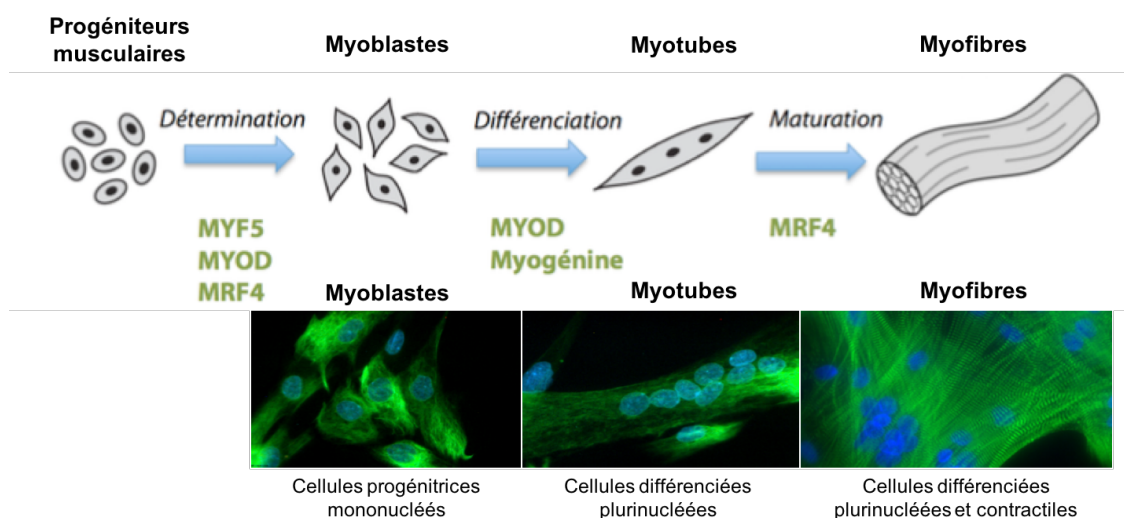 Progéniteurs
musculaires
Myoblastes
Myotubes
Myofibres
Détermination
Différenciation
Maturation
MYF5
MYOD
MRF4
MYOD
Myogénine
MRF4
Myoblastes
Myotubes
Myofibres
Cellules progénitrices
mononucléés
Cellules différenciées
plurinucléées
Cellules différenciées
plurinucléées et contractiles